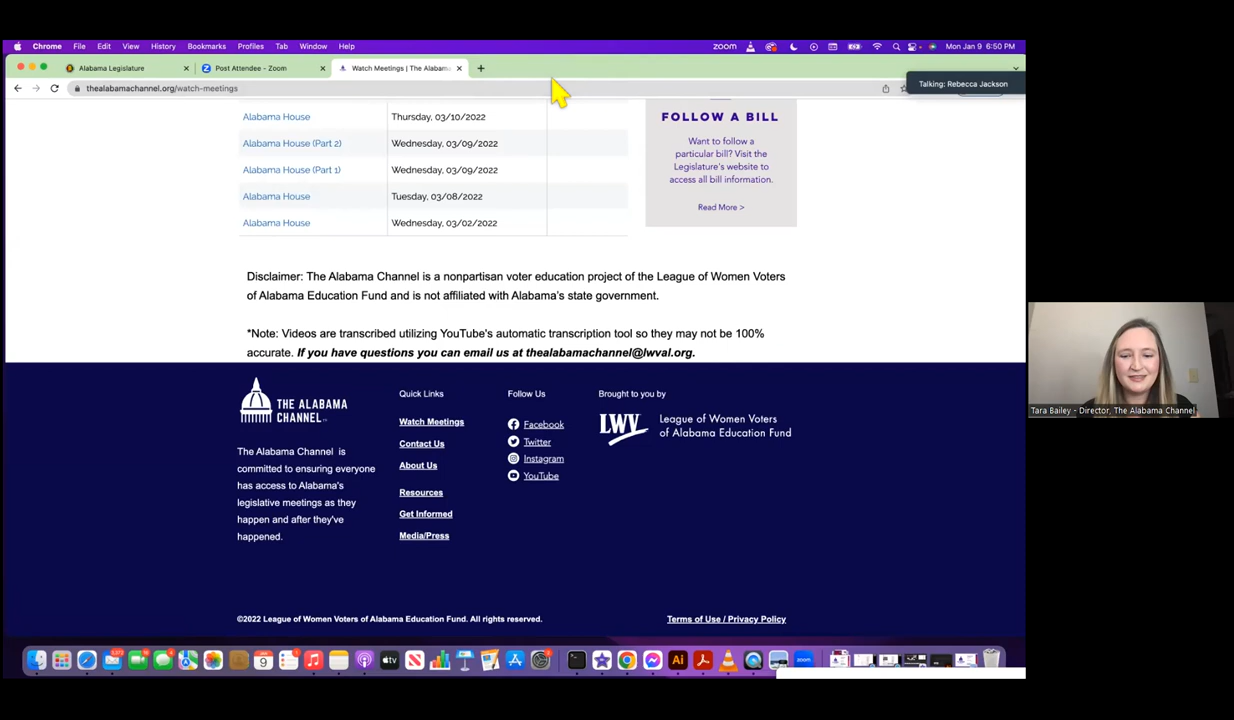 Chrome File Edit View History Bookmarks Profiles Tab Window Help
zoom
Mon Jan 9 6:50 PM
Alabama Legislature
Post Attendee - Zoom
Watch Meetings | The Alabam
Talking: Rebecca Jackson
thealabamachannel.org/watch-meetings
Alabama House Thursday, 03/10/2022
Alabama House (Part 2) Wednesday, 03/09/2022
Alabama House (Part 1) Wednesday, 03/09/2022
Alabama House Tuesday, 03/08/2022
Alabama House Wednesday, 03/02/2022
FOLLOW A BILL
Want to follow a
particular bill? Visit the
Legislature's website to
access all bill information.
Read More >
Disclaimer: The Alabama Channel is a nonpartisan voter education project of the League of Women Voters
of Alabama Education Fund and is not affiliated with Alabama's state government.
*Note: Videos are transcribed utilizing YouTube's automatic transcription tool so they may not be 100%
accurate. If you have questions you can email us at thealabamachannel@lwval.org.
THE ALABAMA
CHANNEL
The Alabama Channel is
committed to ensuring everyone
has access to Alabama's
legislative meetings as they
happen and after they've
happened.
Quick Links
Watch Meetings
Contact Us
About Us
Resources
Get Informed
Media/Press
Follow Us
Facebook
Twitter
Instagram
YouTube
Brought to you by
LWV
League of Women Voters
of Alabama Education Fund
©2022 League of Women Voters of Alabama Education Fund. All rights reserved.
Terms of Use / Privacy Policy
Tara Bailey - Director, The Alabama Channel
9
tv
Ai
zoom